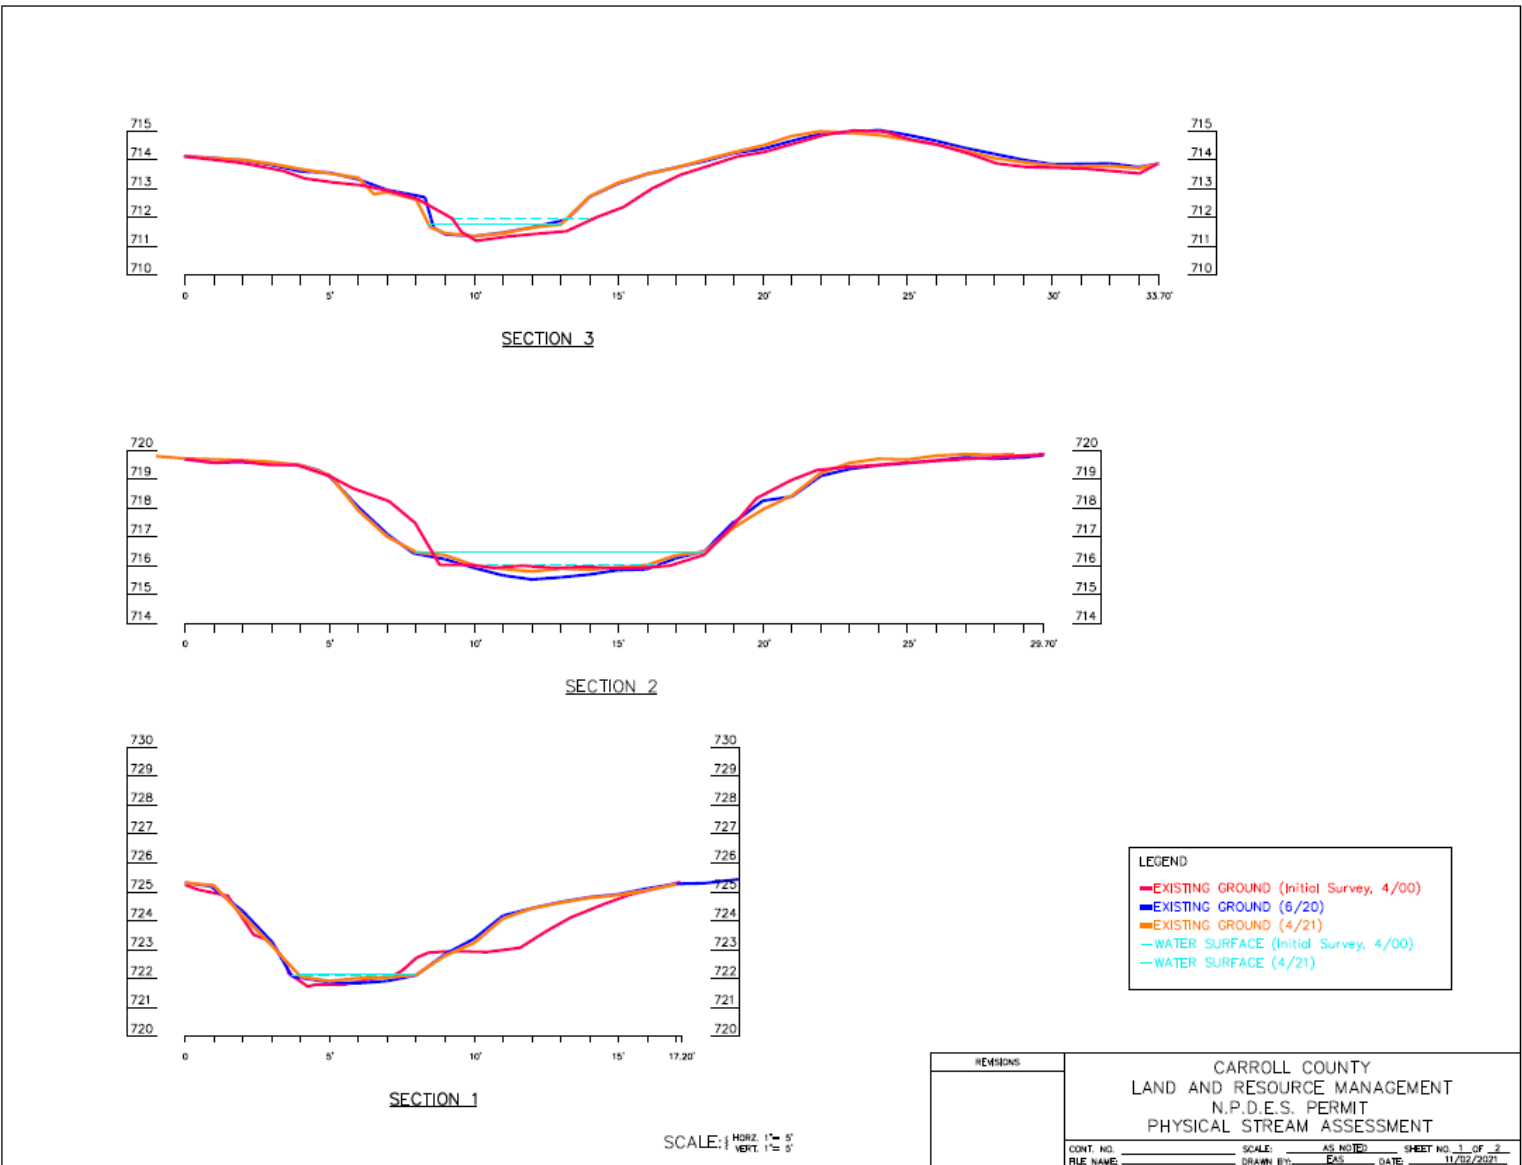 715 715
714 714
713 713
712 712
711 711
710 710
0 5' 10' 15' 20' 25' 30' 33.70'
SECTION 3
720 720
719 719
718 718
717 717
716 716
715 715
714 714
0 5' 10' 15' 20' 25' 29.70'
SECTION 2
730 730
729 729
728 728
727 727
726 726
725 725
724 724
723 723
722 722
721 721
720 720
0 5' 10' 15' 17.20'
SECTION 1
SCALE: HORZ. 1"= 5'
VERT. 1"= 5'
LEGEND
EXISTING GROUND (Initial Survey, 4/00)
EXISTING GROUND (6/20)
EXISTING GROUND (4/21)
WATER SURFACE (Initial Survey, 4/00)
WATER SURFACE (4/21)
REVISIONS
CARROLL COUNTY
LAND AND RESOURCE MANAGEMENT
N.P.D.E.S. PERMIT
PHYSICAL STREAM ASSESSMENT
CONT. NO. SCALE: AS NOTED SHEET NO. 1 OF 2
FILE NAME: DRAWN BY: EAS DATE: 11/02/2021